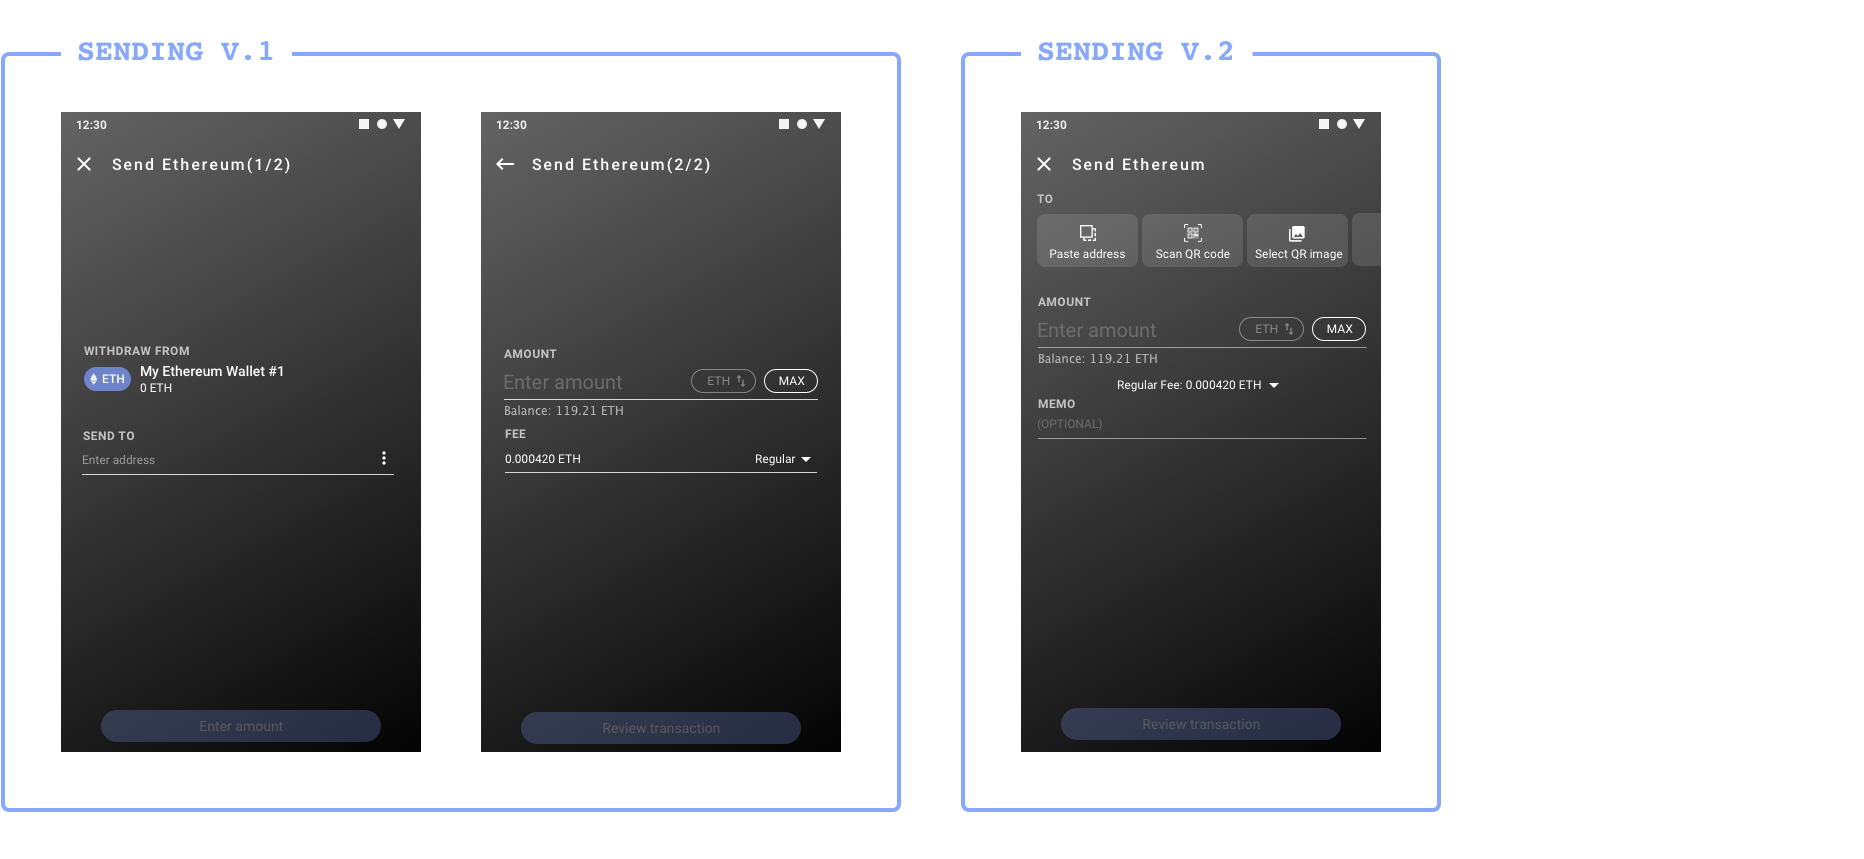 SENDING V.1
12:30
Send Ethereum(1/2)
WITHDRAW FROM
ETH
My Ethereum Wallet #1
0 ETH
SEND TO
Enter address
Enter amount
12:30
Send Ethereum(2/2)
AMOUNT
Enter amount
ETH
MAX
Balance: 119.21 ETH
FEE
0.000420 ETH
Regular
Review transaction
SENDING V.2
12:30
Send Ethereum
TO
Paste address
Scan QR code
Select QR image
AMOUNT
Enter amount
ETH
MAX
Balance: 119.21 ETH
Regular Fee: 0.000420 ETH
MEMO
(OPTIONAL)
Review transaction